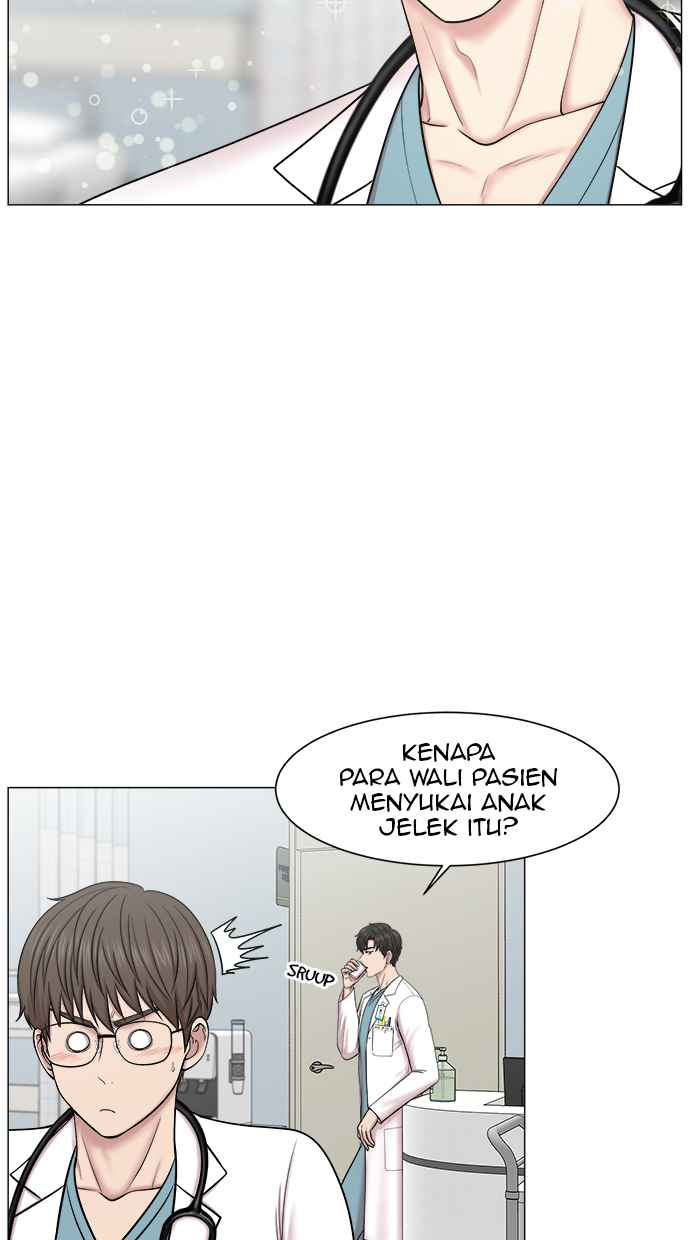 KENAPA
PARA WALI PASIEN
MENYUKAI ANAK
JELEK ITU?
SRUUP